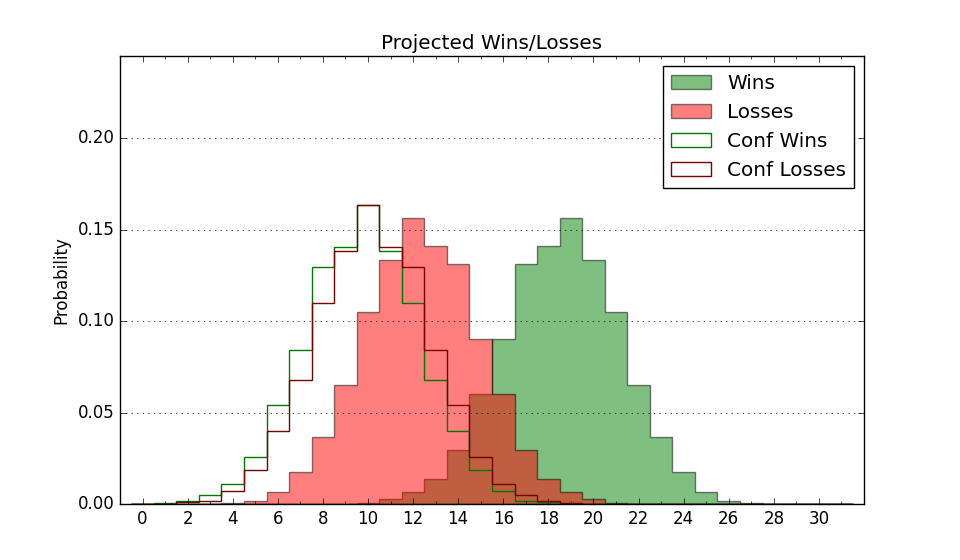 Projected Wins/Losses
Wins
Losses
Conf Wins
Conf Losses
Probability
0.20
0.15
0.10
0.05
0.00
0 2 4 6 8 10 12 14 16 18 20 22 24 26 28 30